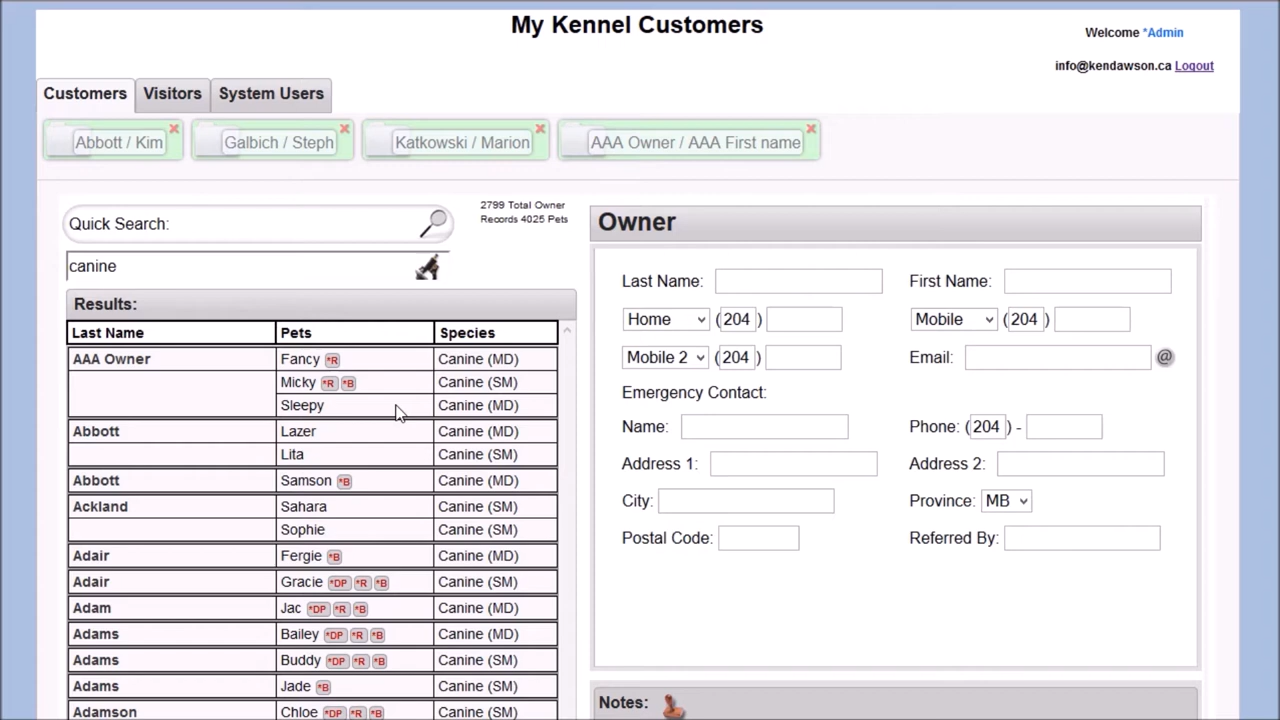 My Kennel Customers
Welcome *Admin
info@kendawson.ca Logout
Customers Visitors System Users
Abbott / Kim Galbich / Steph Katkowski / Marion AAA Owner / AAA First name
Quick Search:
2799 Total Owner
Records 4025 Pets
canine
Results:
Last Name Pets Species
AAA Owner Fancy *R Canine (MD)
Micky *R *B Canine (SM)
Sleepy Canine (MD)
Abbott Lazer Canine (MD)
Lita Canine (SM)
Abbott Samson *B Canine (MD)
Ackland Sahara Canine (SM)
Sophie Canine (SM)
Adair Fergie *B Canine (MD)
Adair Gracie *DP *R *B Canine (SM)
Adam Jac *DP *R *B Canine (MD)
Adams Bailey *DP *R *B Canine (MD)
Adams Buddy *DP *R *B Canine (SM)
Adams Jade *B Canine (SM)
Adamson Chloe *DP *R *B Canine (SM)
Owner
Last Name: First Name:
Home (204) Mobile (204)
Mobile 2 (204) Email: @
Emergency Contact:
Name: Phone: (204) -
Address 1: Address 2:
City: Province: MB
Postal Code: Referred By:
Notes: